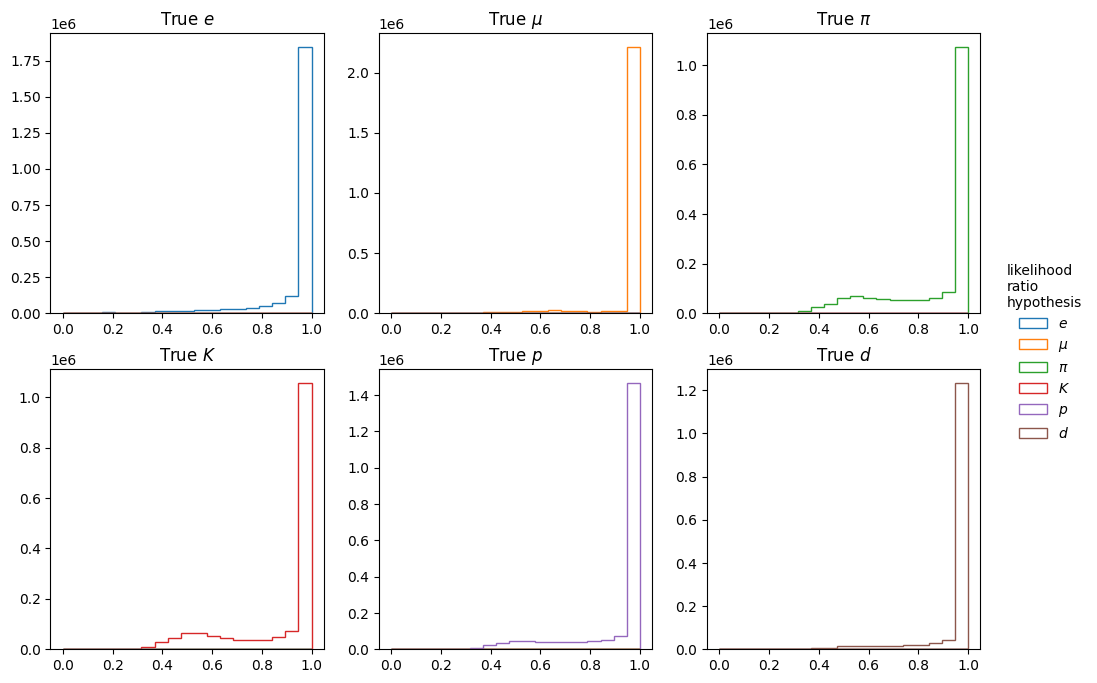 True e
True μ
True π
1e6
1.75
1.50
1.25
1.00
0.75
0.50
0.25
0.00
0.0 0.2 0.4 0.6 0.8 1.0
1e6
2.0
1.5
1.0
0.5
0.0
0.0 0.2 0.4 0.6 0.8 1.0
1e6
1.0
0.8
0.6
0.4
0.2
0.0
0.0 0.2 0.4 0.6 0.8 1.0
True K
True p
True d
1e6
1.0
0.8
0.6
0.4
0.2
0.0
0.0 0.2 0.4 0.6 0.8 1.0
1e6
1.4
1.2
1.0
0.8
0.6
0.4
0.2
0.0
0.0 0.2 0.4 0.6 0.8 1.0
1e6
1.2
1.0
0.8
0.6
0.4
0.2
0.0
0.0 0.2 0.4 0.6 0.8 1.0
likelihood
ratio
hypothesis
e
μ
π
K
p
d